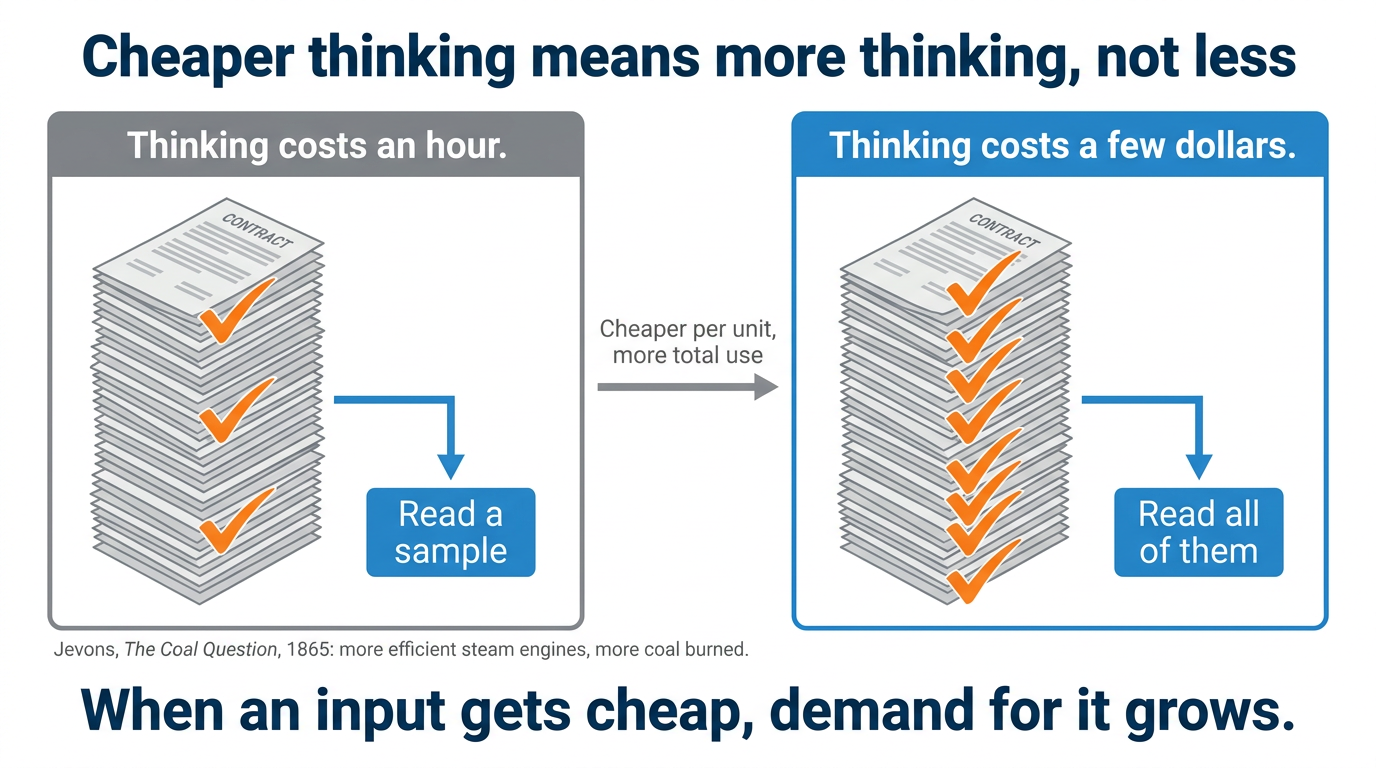 Cheaper thinking means more thinking, not less
Thinking costs an hour.
CONTRACT
Read a
sample
Cheaper per unit,
more total use
Thinking costs a few dollars.
CONTRACT
Read all
of them
Jevons, The Coal Question, 1865: more efficient steam engines, more coal burned.
When an input gets cheap, demand for it grows.